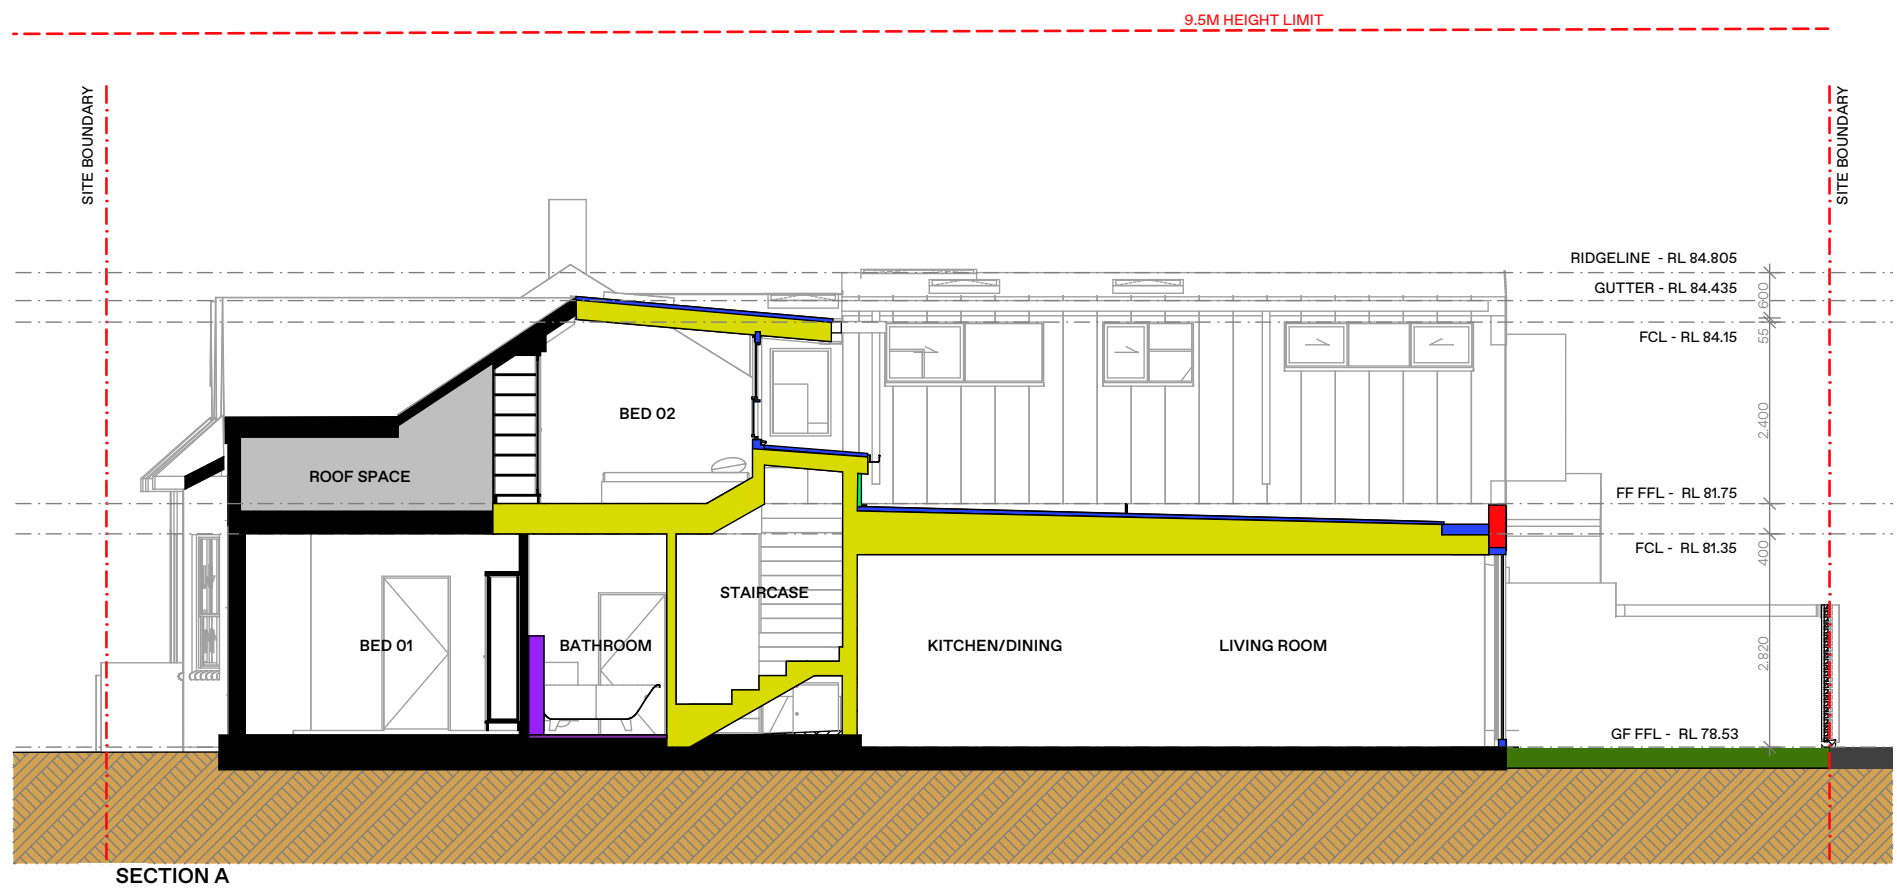 9.5M HEIGHT LIMIT
SITE BOUNDARY
SITE BOUNDARY
RIDGELINE - RL 84.805
GUTTER - RL 84.435
600
FCL - RL 84.15
55
BED 02
2.400
ROOF SPACE
FF FFL - RL 81.75
FCL - RL 81.35
400
STAIRCASE
BED 01
BATHROOM
KITCHEN/DINING
LIVING ROOM
2.820
GF FFL - RL 78.53
SECTION A